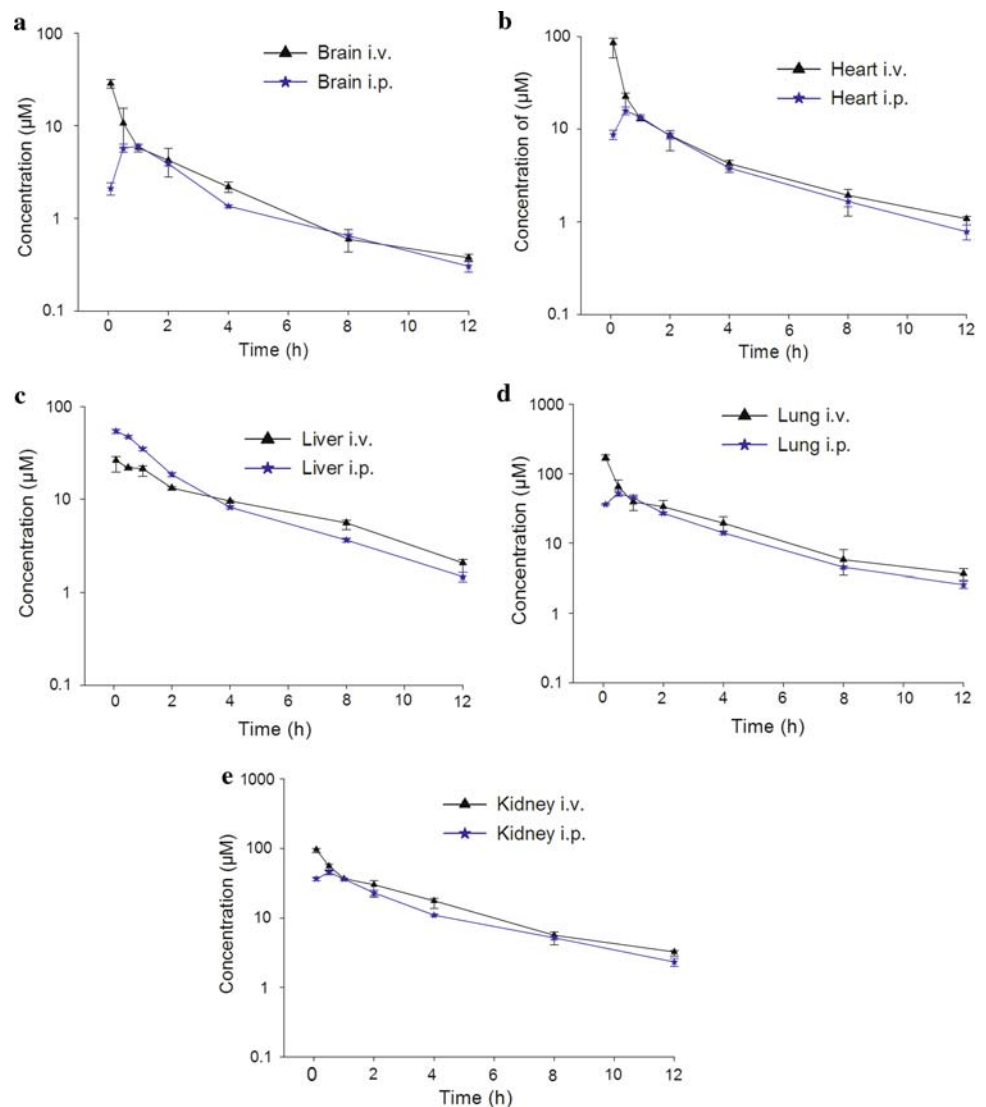 a
Brain i.v.
Brain i.p.
Concentration (µM)
100
10
1
0.1
0 2 4 6 8 10 12
Time (h)
b
Heart i.v.
Heart i.p.
Concentration of (µM)
100
10
1
0.1
0 2 4 6 8 10 12
Time (h)
c
Liver i.v.
Liver i.p.
Concentration (µM)
100
10
1
0.1
0 2 4 6 8 10 12
Time (h)
d
Lung i.v.
Lung i.p.
Concentration (µM)
1000
100
10
1
0.1
0 2 4 6 8 10 12
Time (h)
e
Kidney i.v.
Kidney i.p.
Concentration (µM)
1000
100
10
1
0.1
0 2 4 6 8 10 12
Time (h)